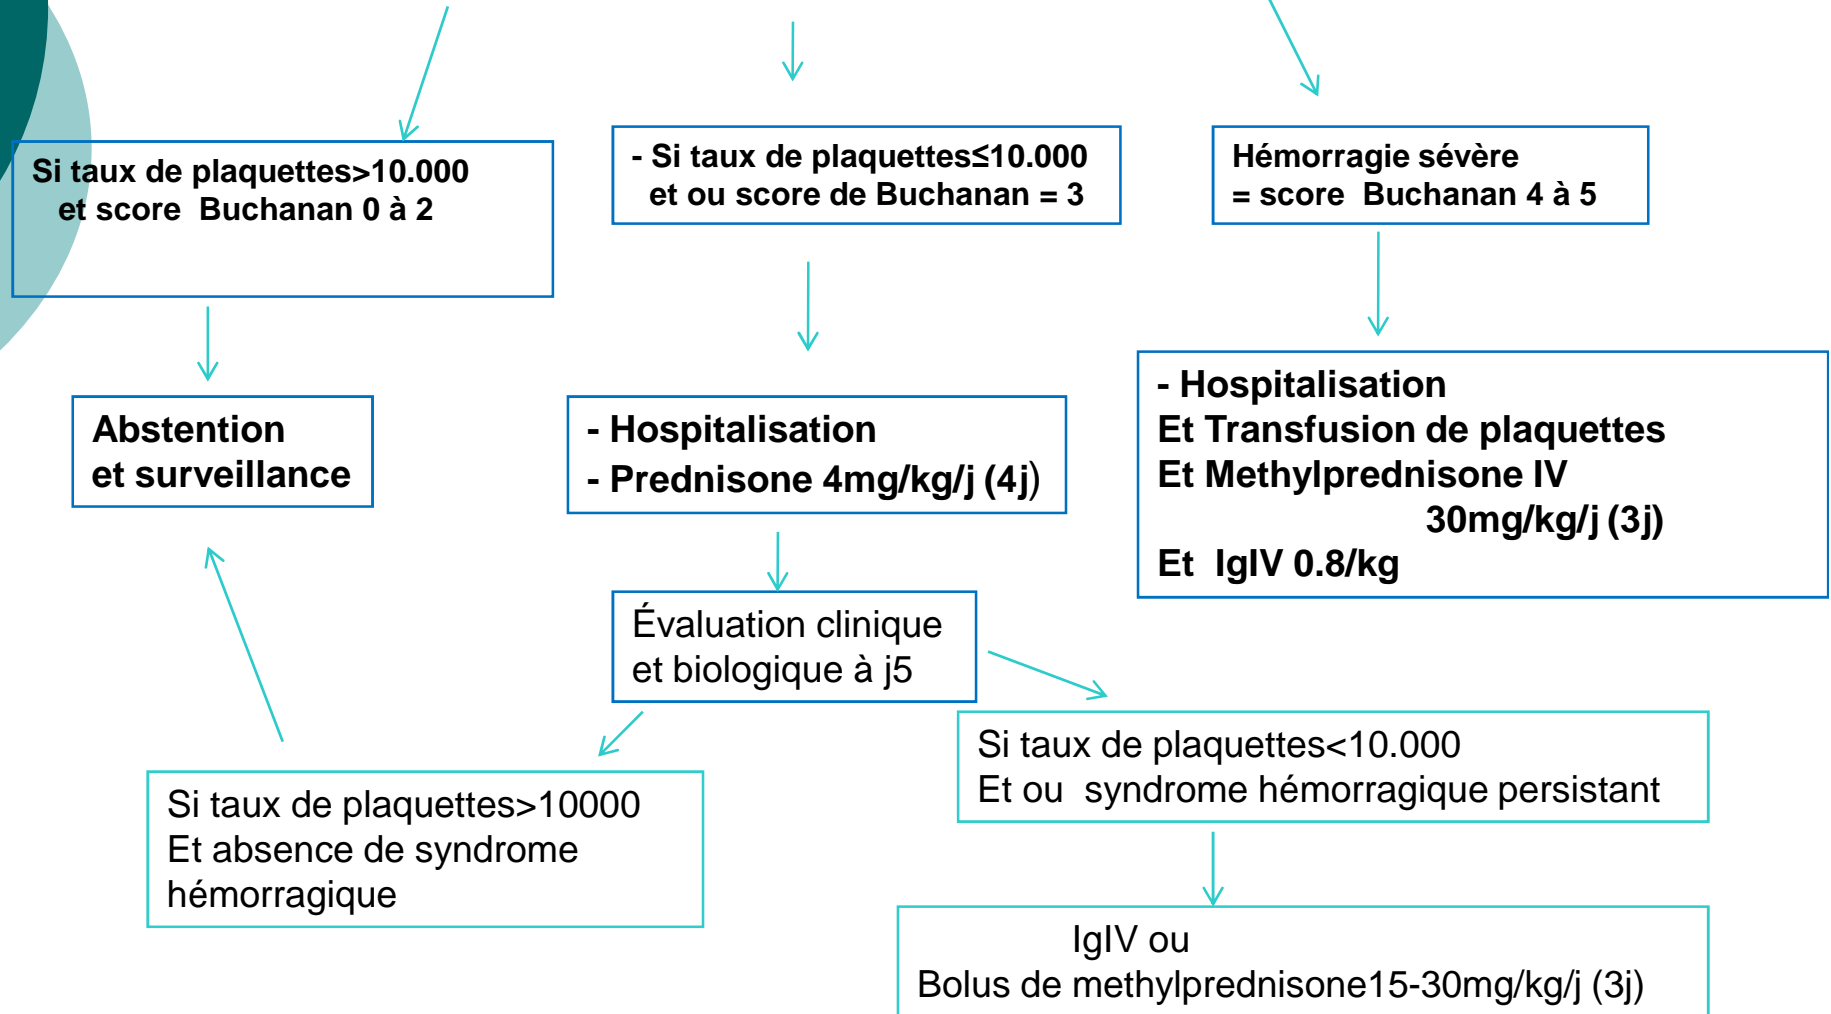 Si taux de plaquettes>10.000
et score Buchanan 0 à 2
- Si taux de plaquettes≤10.000
et ou score de Buchanan = 3
Hémorragie sévère
= score Buchanan 4 à 5
Abstention
et surveillance
- Hospitalisation
- Prednisone 4mg/kg/j (4j)
- Hospitalisation
Et Transfusion de plaquettes
Et Methylprednisone IV
30mg/kg/j (3j)
Et IgIV 0.8/kg
Évaluation clinique
et biologique à j5
Si taux de plaquettes>10000
Et absence de syndrome
hémorragique
Si taux de plaquettes<10.000
Et ou syndrome hémorragique persistant
IgIV ou
Bolus de methylprednisone15-30mg/kg/j (3j)